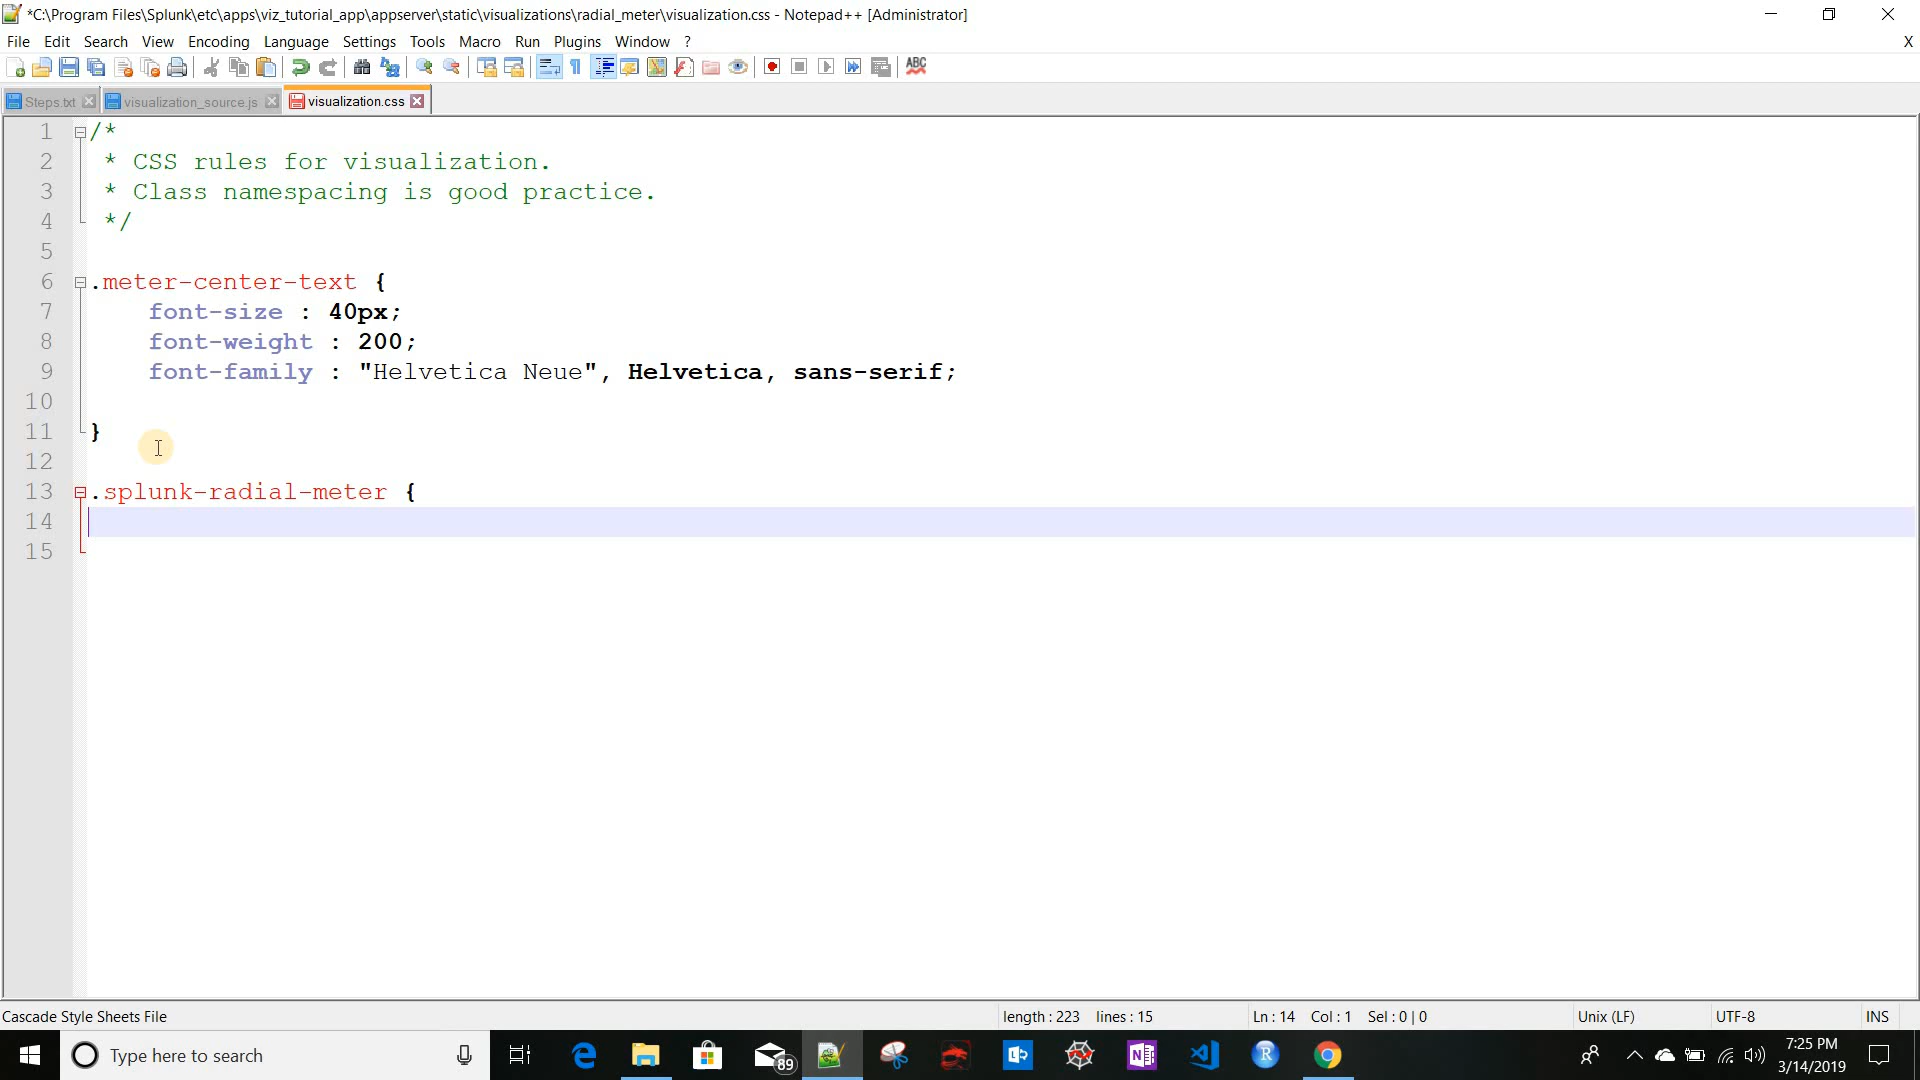 *C:\Program Files\Splunk\etc\apps\viz_tutorial_app\appserver\static\visualizations\radial_meter\visualization.css - Notepad++ [Administrator]
File Edit Search View Encoding Language Settings Tools Macro Run Plugins Window ? X
ABC
Steps.txt visualization_source.js visualization.css
1 /*
2 * CSS rules for visualization.
3 * Class namespacing is good practice.
4 */
5
6 .meter-center-text {
7 font-size : 40px;
8 font-weight : 200;
9 font-family : "Helvetica Neue", Helvetica, sans-serif;
10
11 }
12
13 .splunk-radial-meter {
14
15
Cascade Style Sheets File length : 223 lines : 15 Ln : 14 Col : 1 Sel : 0 | 0 Unix (LF) UTF-8 INS
Type here to search 89 N R 7:25 PM
3/14/2019